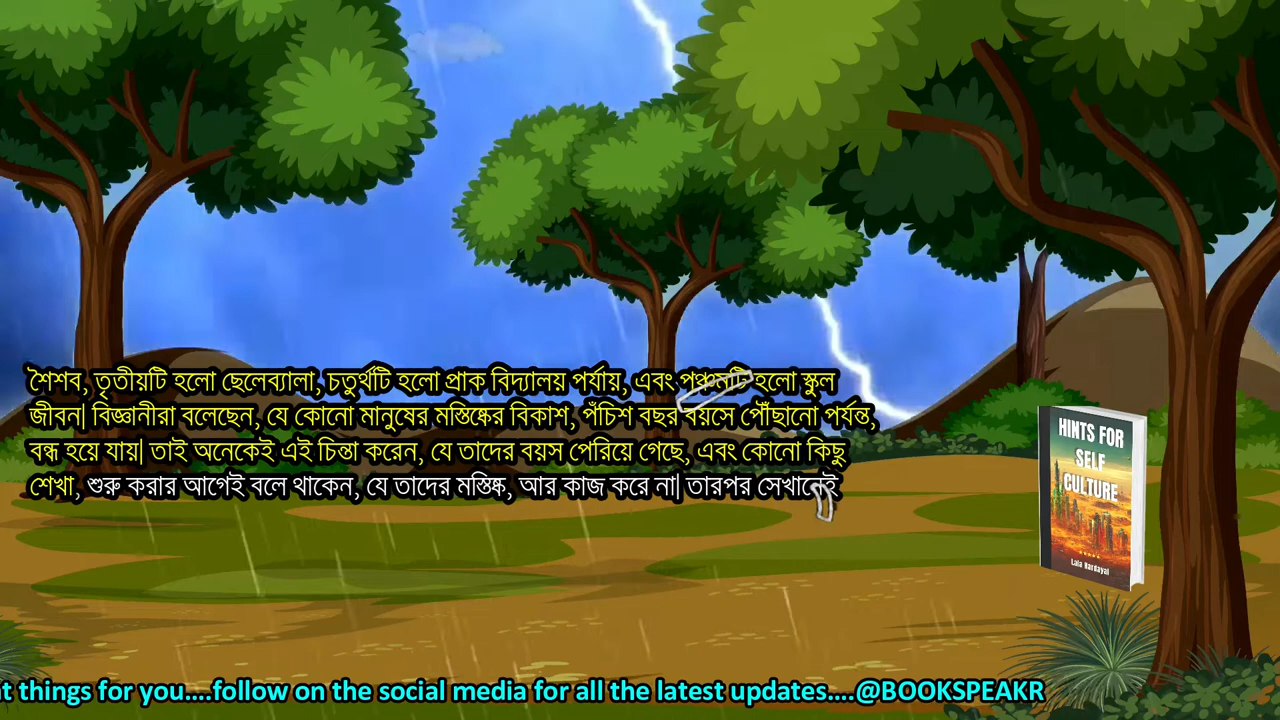 শৈশব, তৃতীয়টি হলো ছেলেব্যালা, চতুর্থটি হলো প্রাক বিদ্যালয় পর্যায়, এবং পঞ্চমটি হলো স্কুল
জীবন| বিজ্ঞানীরা বলেছেন, যে কোনো মানুষের মস্তিষ্কের বিকাশ, পঁচিশ বছর বয়সে পৌঁছানো পর্যন্ত,
বন্ধ হয়ে যায়| তাই অনেকেই এই চিন্তা করেন, যে তাদের বয়স পেরিয়ে গেছে, এবং কোনো কিছু
শেখা, শুরু করার আগেই বলে থাকেন, যে তাদের মস্তিষ্ক, আর কাজ করে না| তারপর সেখানেই
HINTS FOR
SELF
CULTURE
Lala Hardayal
t things for you....follow on the social media for all the latest updates....@BOOKSPEAKR